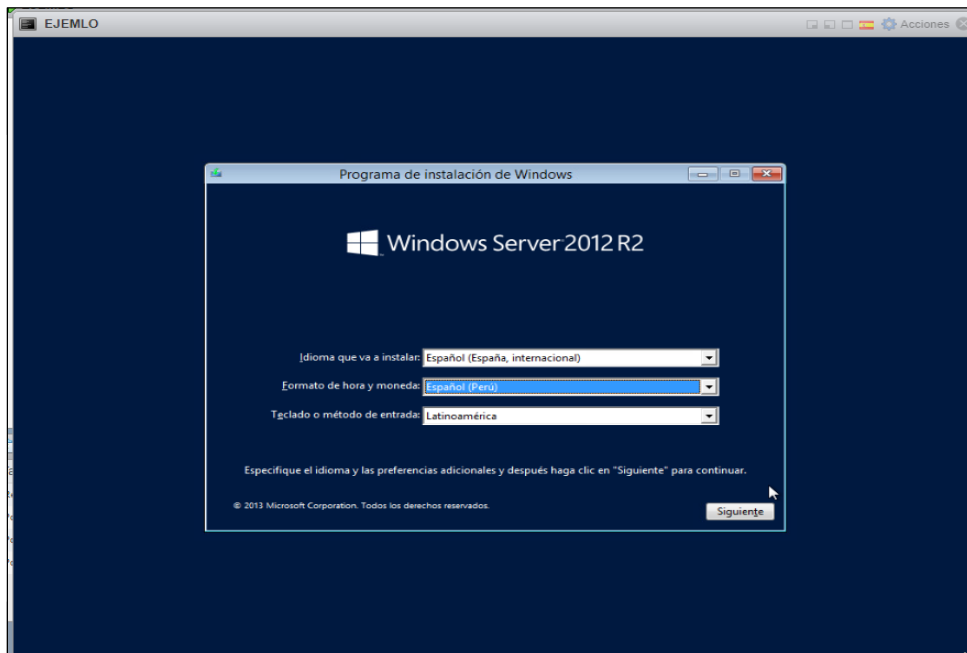 EJEMLO
Acciones
Programa de instalación de Windows
Windows Server 2012 R2
Idioma que va a instalar: Español (España, internacional)
Formato de hora y moneda: Español (Perú)
Teclado o método de entrada: Latinoamérica
Especifique el idioma y las preferencias adicionales y después haga clic en "Siguiente" para continuar.
© 2013 Microsoft Corporation. Todos los derechos reservados.
Siguiente